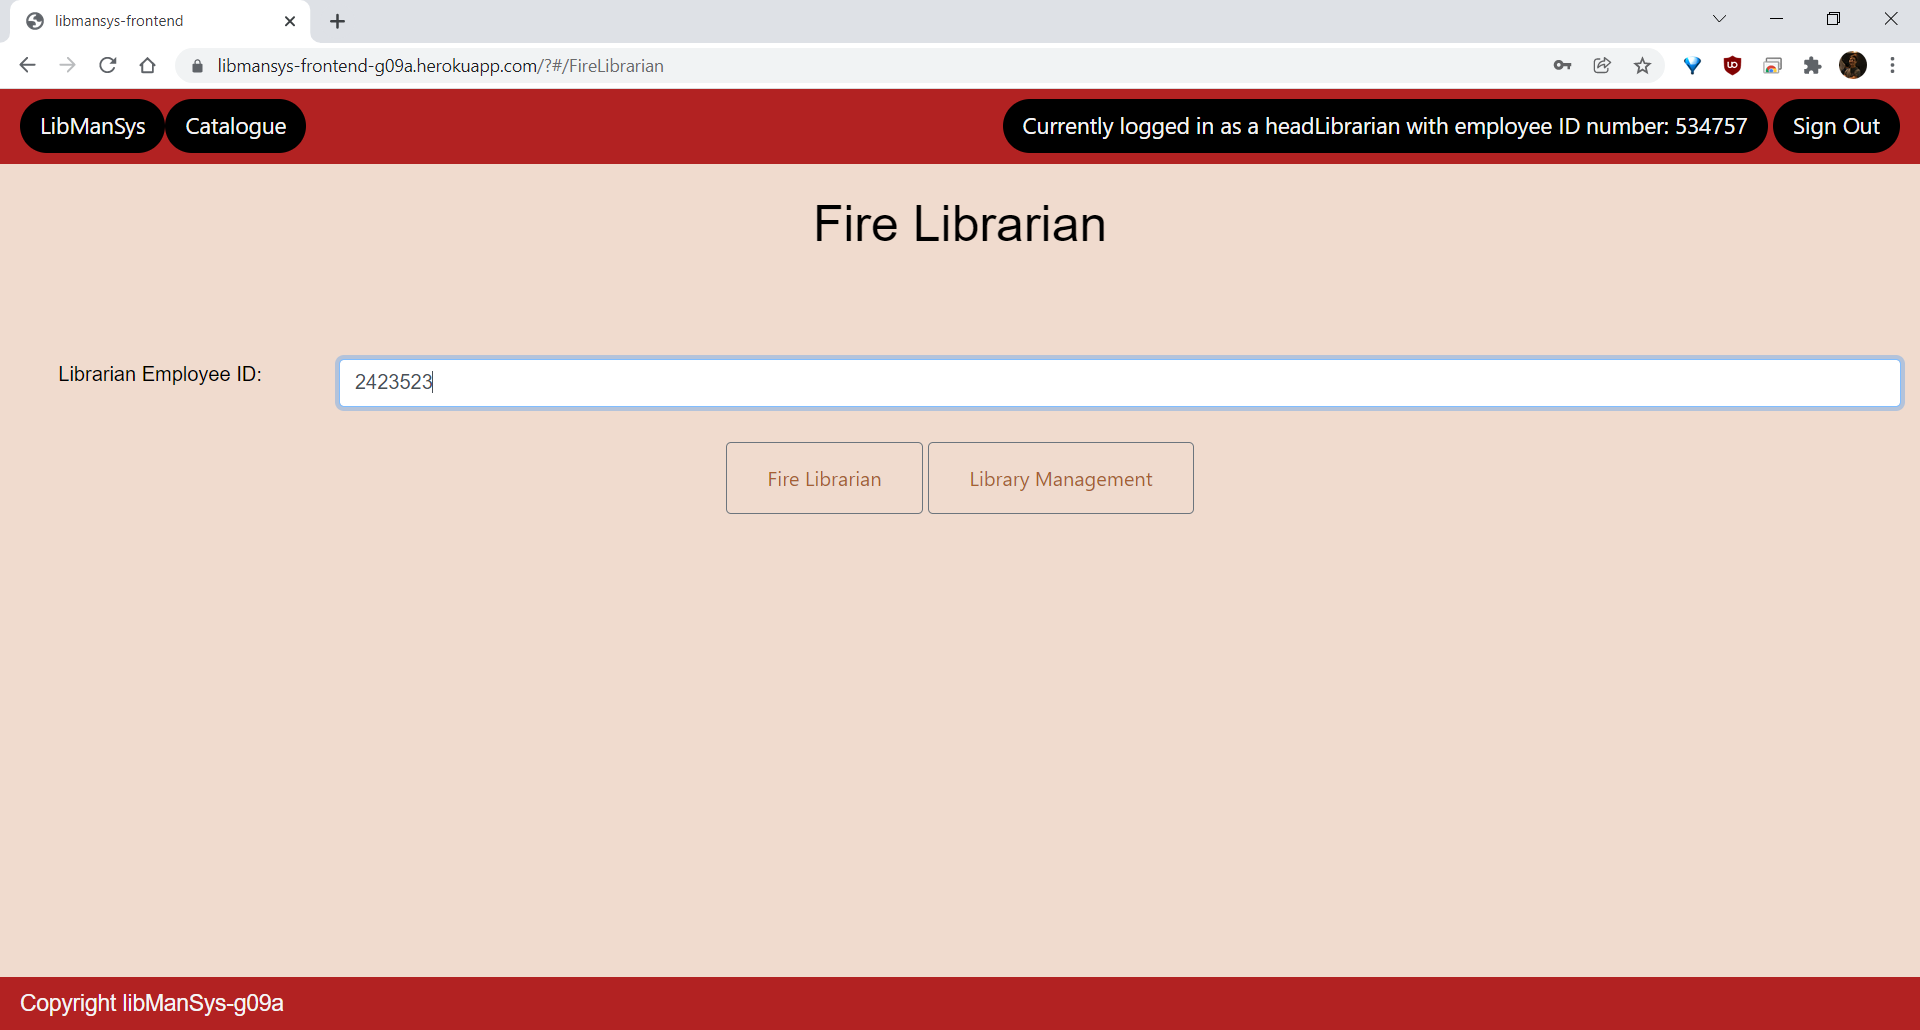 libmansys-frontend
libmansys-frontend-g09a.herokuapp.com/?#/FireLibrarian
LibManSys Catalogue Currently logged in as a headLibrarian with employee ID number: 534757 Sign Out
Fire Librarian
Librarian Employee ID: 2423523
Fire Librarian Library Management
Copyright libManSys-g09a